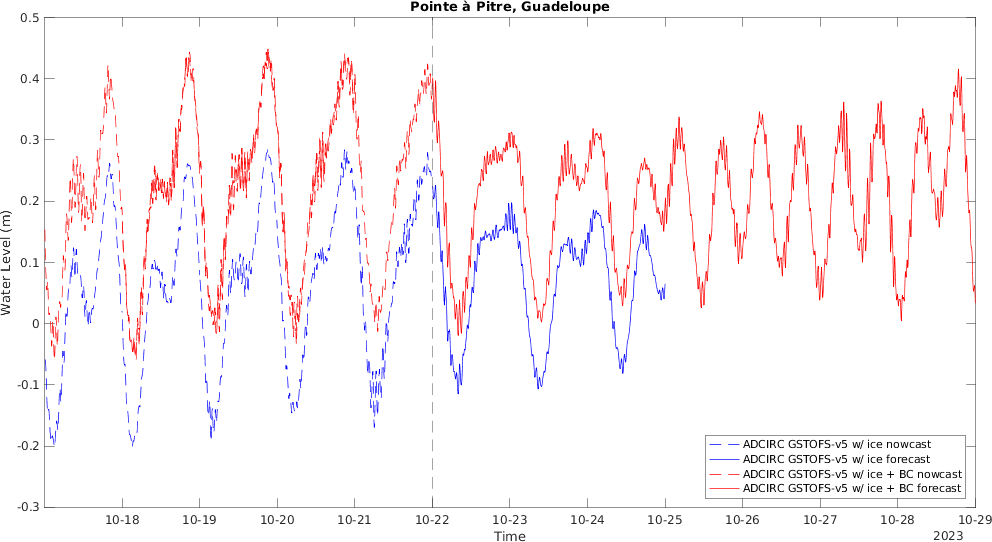 Pointe à Pitre, Guadeloupe
0.5
0.4
0.3
0.2
0.1
0
-0.1
-0.2
-0.3
Water Level (m)
10-18 10-19 10-20 10-21 10-22 10-23 10-24 10-25 10-26 10-27 10-28 10-29
Time
2023
ADCIRC GSTOFS-v5 w/ ice nowcast
ADCIRC GSTOFS-v5 w/ ice forecast
ADCIRC GSTOFS-v5 w/ ice + BC nowcast
ADCIRC GSTOFS-v5 w/ ice + BC forecast